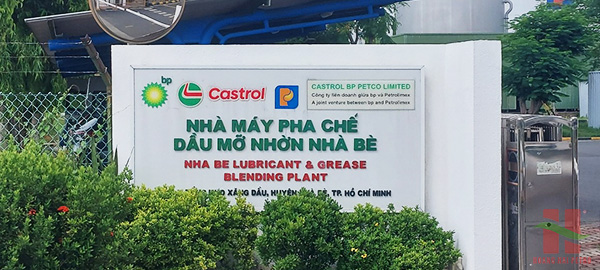 bp
Castrol
CASTROL BP PETCO LIMITED
Công ty liên doanh giữa bp và Petrolimex
A joint venture between bp and Petrolimex
NHÀ MÁY PHA CHẾ
DẦU MỠ NHỜN NHÀ BÈ
NHA BE LUBRICANT & GREASE
BLENDING PLANT
XĂNG DẦU, HUYỆN NHÀ BÈ, TP. HỒ CHÍ MINH